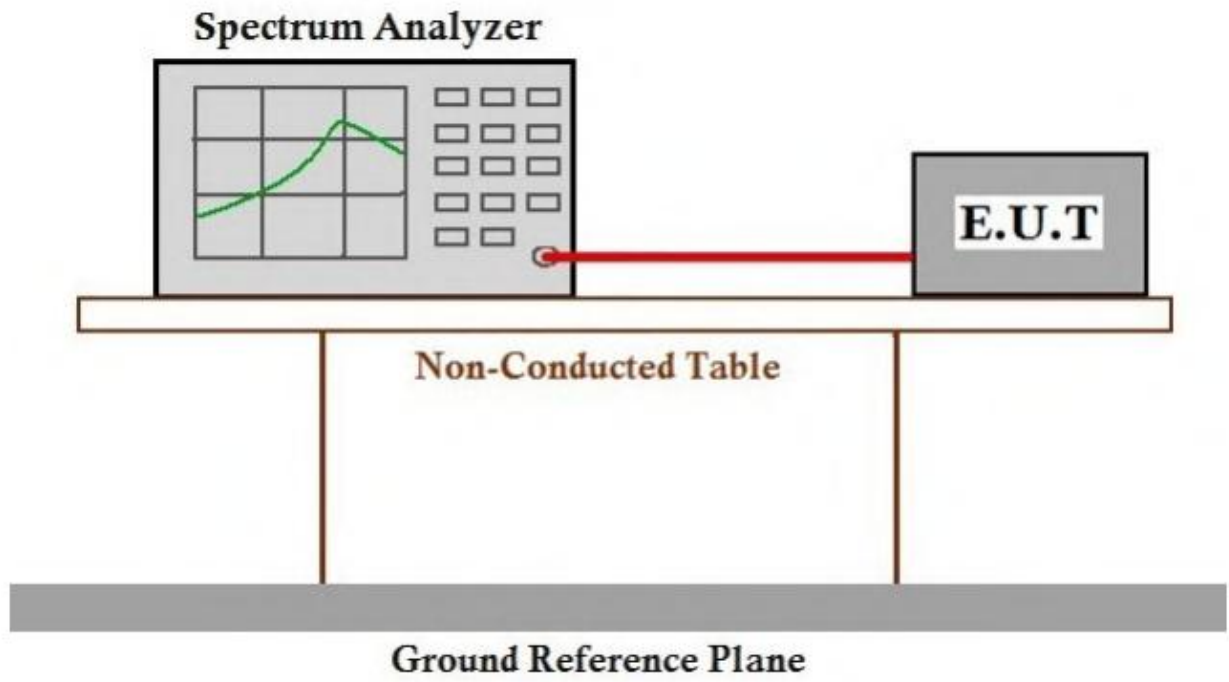 Spectrum Analyzer
E.U.T
Non-Conducted Table
Ground Reference Plane